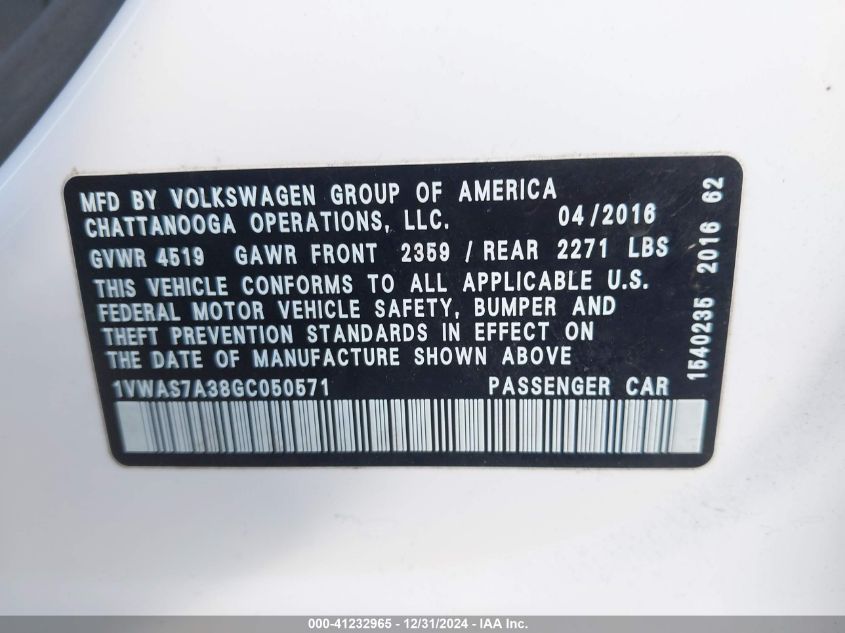 MFD BY VOLKSWAGEN GROUP OF AMERICA
CHATTANOOGA OPERATIONS, LLC. 04/2016
GVWR 4519 GAWR FRONT 2359 / REAR 2271 LBS
THIS VEHICLE CONFORMS TO ALL APPLICABLE U.S.
FEDERAL MOTOR VEHICLE SAFETY, BUMPER AND
THEFT PREVENTION STANDARDS IN EFFECT ON
THE DATE OF MANUFACTURE SHOWN ABOVE
1VWAS7A38GC050571 PASSENGER CAR
1540235 2016 62
000-41232965 - 12/31/2024 - IAA Inc.